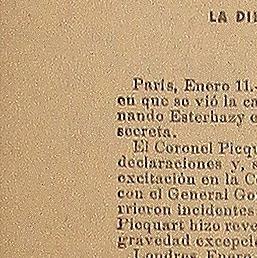 LA DI
París, Enero 11.
en que se vió la ca
nando Esterhazy e
secreta.
El Coronel Picqu
declaraciones y, s
excitación en la C
con el General Go
rrieron incidentes
Picquart hizo reve
gravedad excepci
Londres, Enero